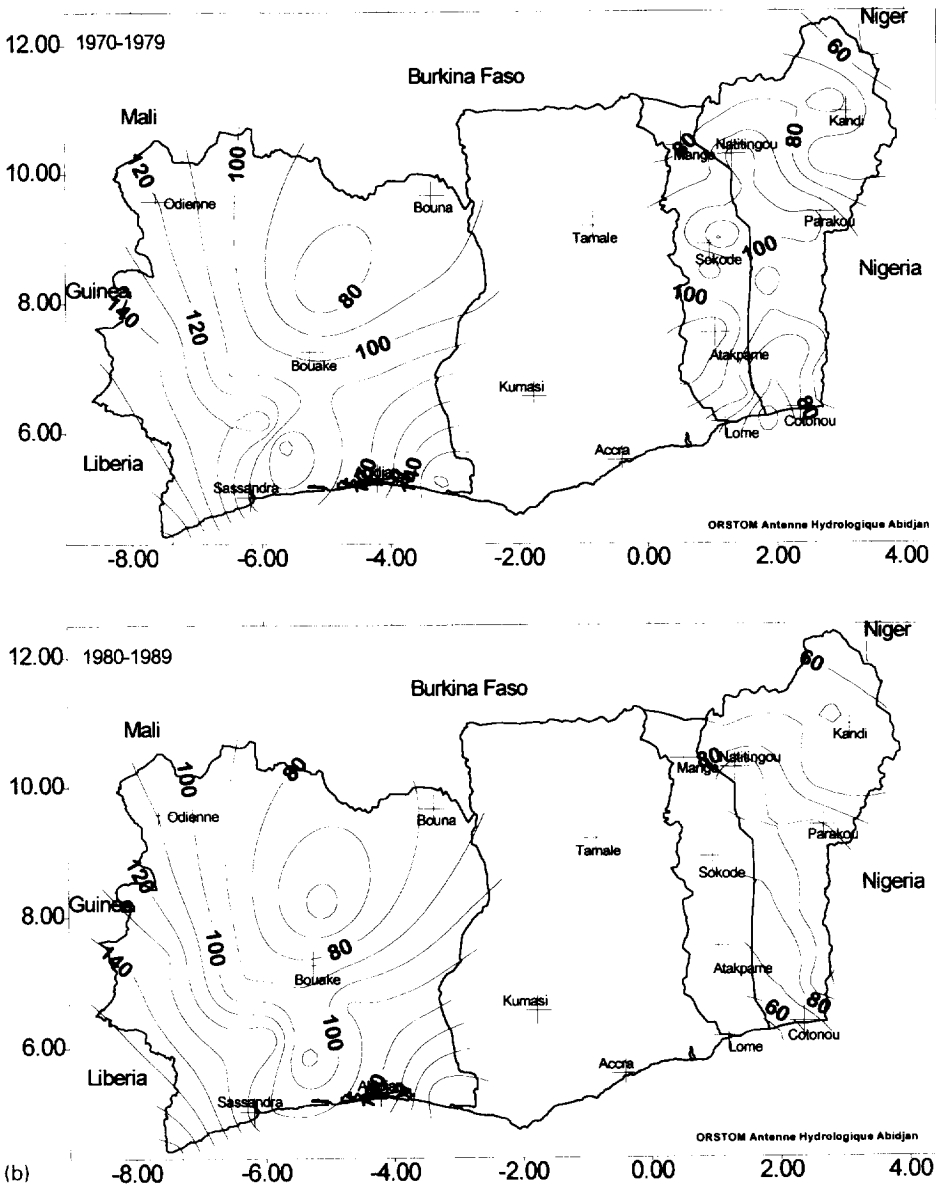 12.00
1970-1979
Niger
60
Burkina Faso
Mali
Kandi
80
100
120
10.00
Natitingou
Mango
Odienne
Bouna
Parakou
Tamale
100
Sokode
Nigeria
8.00
Guinea
80
140
120
100
100
Bouake
Atakpame
Kumasi
6.00
80
Cotonou
Lome
Liberia
Accra
Sassandra
ORSTOM Antenne Hydrologique Abidjan
-8.00 -6.00 -4.00 -2.00 0.00 2.00 4.00
12.00
1980-1989
Niger
60
Burkina Faso
Mali
Kandi
80
100
80
Natitingou
Mango
10.00
Odienne
Bouna
Parakou
Tamale
Sokode
120
Nigeria
Guinea
8.00
140
100
80
Bouake
Atakpame
Kumasi
100
60
80
Cotonou
6.00
Lome
Accra
Liberia
Sassandra
ORSTOM Antenne Hydrologique Abidjan
(b)
-8.00 -6.00 -4.00 -2.00 0.00 2.00 4.00